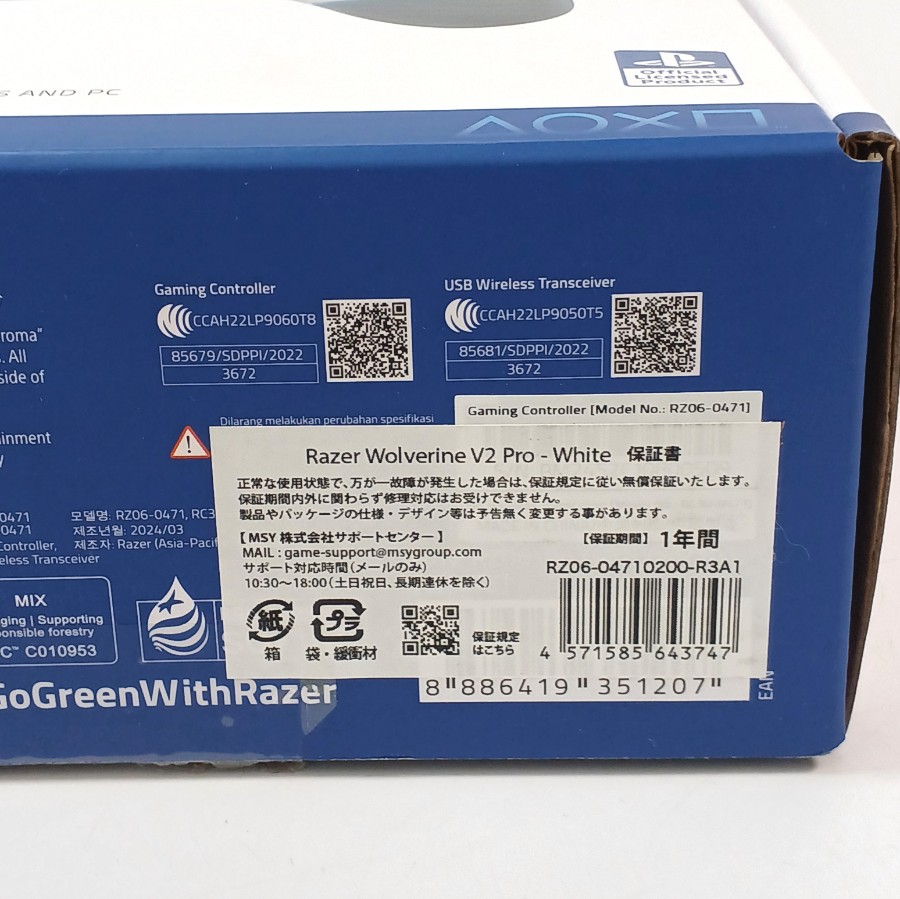 S AND PC
Official
Licensed
Product
Gaming Controller
CCAH22LP9060T8
85679/SDPPI/2022
3672
USB Wireless Transceiver
CCAH22LP9050T5
85681/SDPPI/2022
3672
roma"
. All
side of
Dilarang melakukan perubahan spesifikasi
Gaming Controller [Model No.: RZ06-0471]
ainment
y
0471
0471
Controller,
eless Transceiver
모델명: RZ06-0471, RC3
제조년월: 2024/03
제조자: Razer (Asia-Pacif
Razer Wolverine V2 Pro - White 保証書
正常な使用状態で、万が一故障が発生した場合は、保証規定に従い無償保証いたします。
保証期間内外に関わらず修理対応はお受けできません。
製品やパッケージの仕様・デザイン等は予告無く変更する事があります。
【MSY 株式会社サポートセンター】
MAIL : game-support@msygroup.com
サポート対応時間(メールのみ)
10:30～18:00(土日祝日、長期連休を除く)
【保証期間】 1年間
RZ06-04710200-R3A1
紙
箱
プラ
袋・緩衝材
保証規定
はこちら
4 571585 643747
8 886419 351207
EAN
MIX
aging | Supporting
ponsible forestry
C™ C010953
GoGreenWithRazer